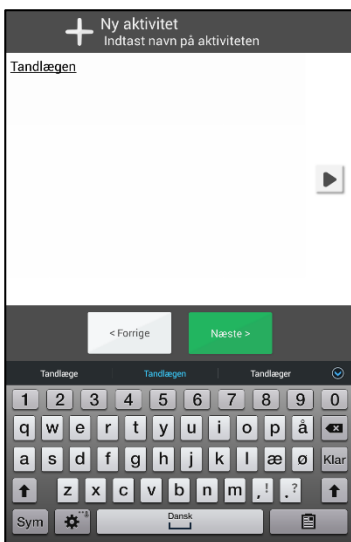 Ny aktivitet
Indtast navn på aktiviteten
Tandlægen
< Forrige
Næste >
Tandlæge Tandlægen Tandlæger
1 2 3 4 5 6 7 8 9 0
q w e r t y u i o p å
a s d f g h j k l æ ø Klar
z x c v b n m , ! . ?
Sym Dansk